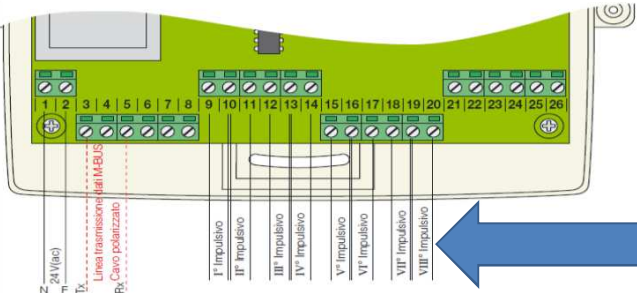 1 2 3 4 5 6 7 8 9 10 11 12 13 14 15 16 17 18 19 20 21 22 23 24 25 26
N
24V(ac)
F
Tx
Linea trasmissione dati M-BUS
Cavo polarizzato
Rx
I° Impulsivo
II° Impulsivo
III° Impulsivo
IV° Impulsivo
V° Impulsivo
VI° Impulsivo
VII° Impulsivo
VIII° Impulsivo